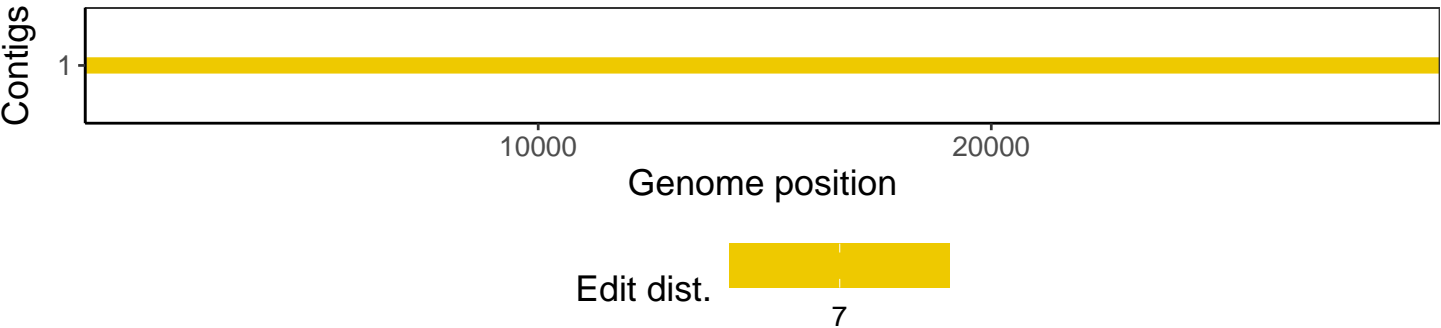 Contigs
1
10000 20000
Genome position
Edit dist.
7